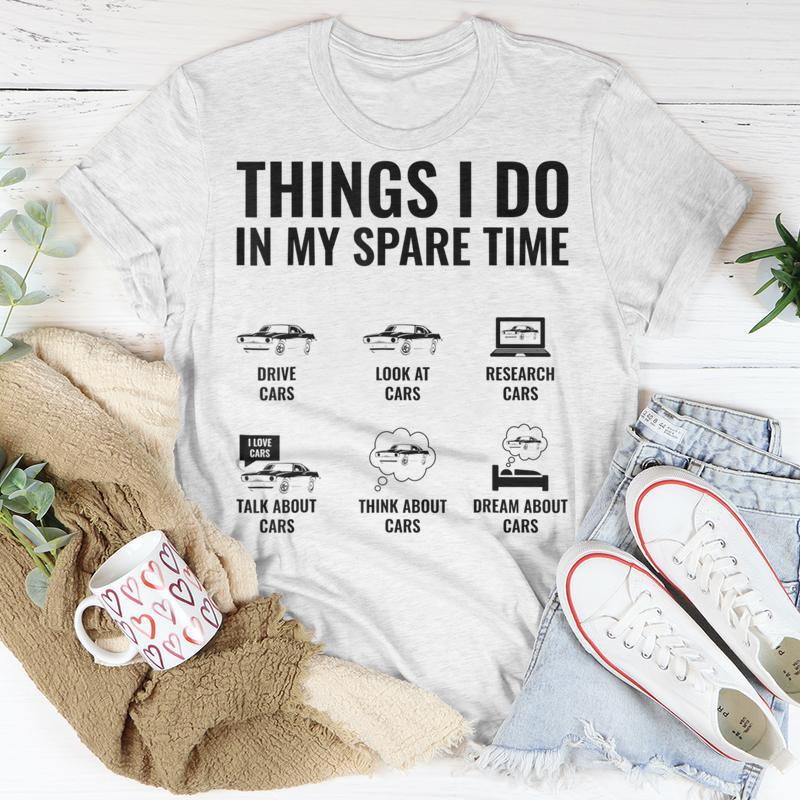 THINGS I DO
IN MY SPARE TIME
DRIVE
CARS
LOOK AT
CARS
RESEARCH
CARS
I LOVE
CARS
TALK ABOUT
CARS
THINK ABOUT
CARS
DREAM ABOUT
CARS